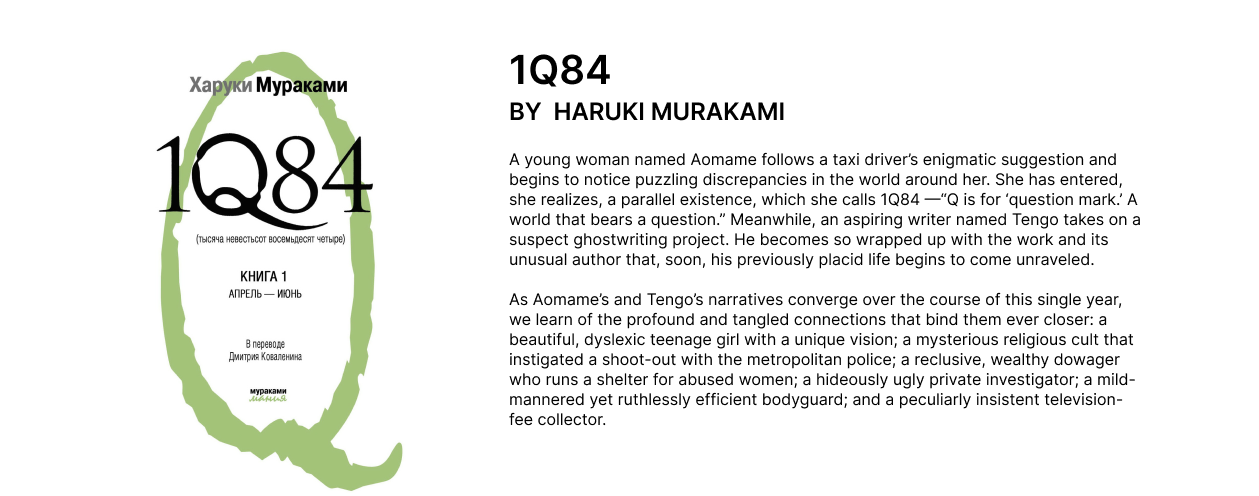 Харуки Мураками
1Q84
(тысяча невестьсот восемьдесят четыре)
КНИГА 1
АПРЕЛЬ — ИЮНЬ
В переводе
Дмитрия Коваленина
мураками
мания
1Q84
BY HARUKI MURAKAMI
A young woman named Aomame follows a taxi driver’s enigmatic suggestion and
begins to notice puzzling discrepancies in the world around her. She has entered,
she realizes, a parallel existence, which she calls 1Q84 —“Q is for ‘question mark.’ A
world that bears a question.” Meanwhile, an aspiring writer named Tengo takes on a
suspect ghostwriting project. He becomes so wrapped up with the work and its
unusual author that, soon, his previously placid life begins to come unraveled.
As Aomame’s and Tengo’s narratives converge over the course of this single year,
we learn of the profound and tangled connections that bind them ever closer: a
beautiful, dyslexic teenage girl with a unique vision; a mysterious religious cult that
instigated a shoot-out with the metropolitan police; a reclusive, wealthy dowager
who runs a shelter for abused women; a hideously ugly private investigator; a mild-
mannered yet ruthlessly efficient bodyguard; and a peculiarly insistent television-
fee collector.